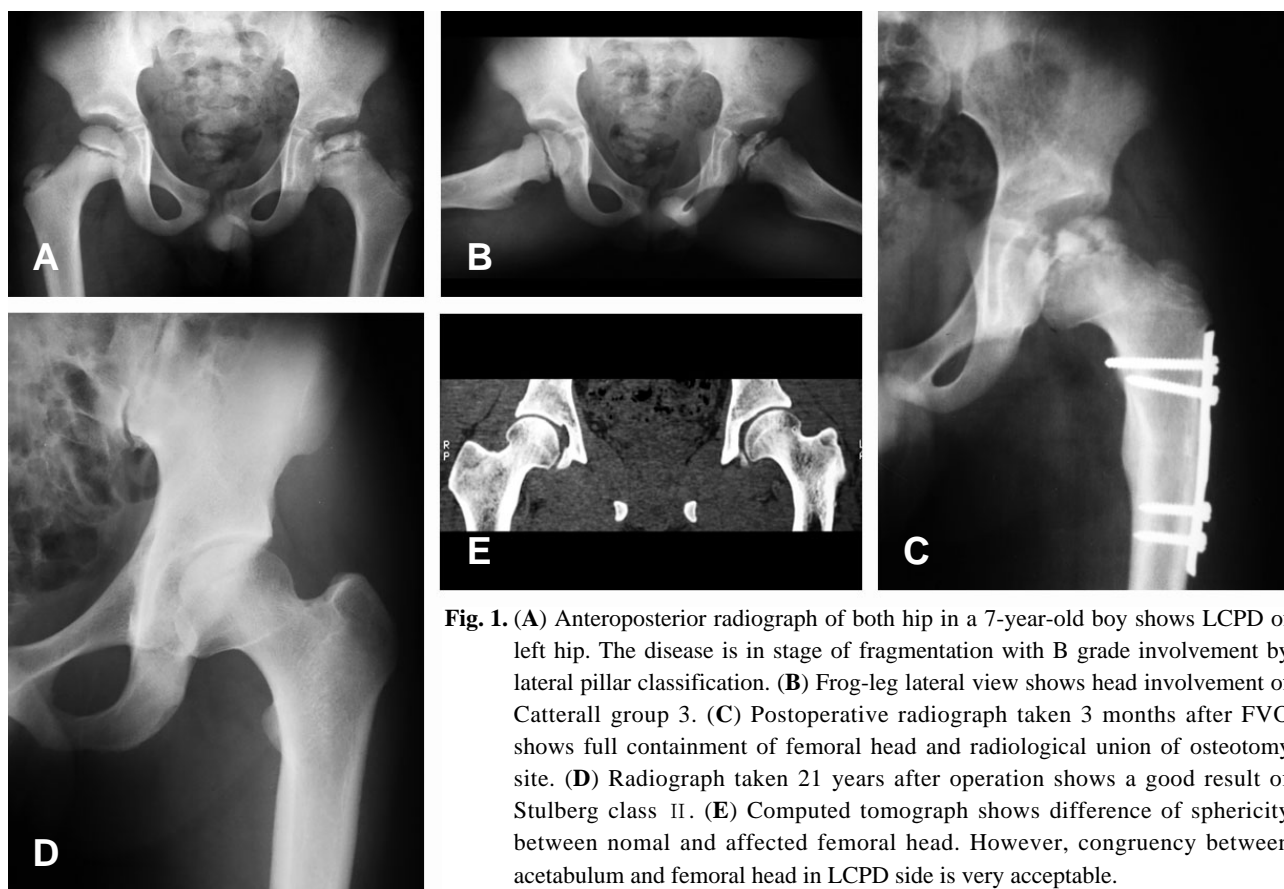 A
B
C
D
E
R
P
L
P
Fig. 1. (A) Anteroposterior radiograph of both hip in a 7-year-old boy shows LCPD o
left hip. The disease is in stage of fragmentation with B grade involvement by
lateral pillar classification. (B) Frog-leg lateral view shows head involvement o
Catterall group 3. (C) Postoperative radiograph taken 3 months after FVO
shows full containment of femoral head and radiological union of osteotomy
site. (D) Radiograph taken 21 years after operation shows a good result o
Stulberg class II. (E) Computed tomograph shows difference of sphericity
between nomal and affected femoral head. However, congruency between
acetabulum and femoral head in LCPD side is very acceptable.